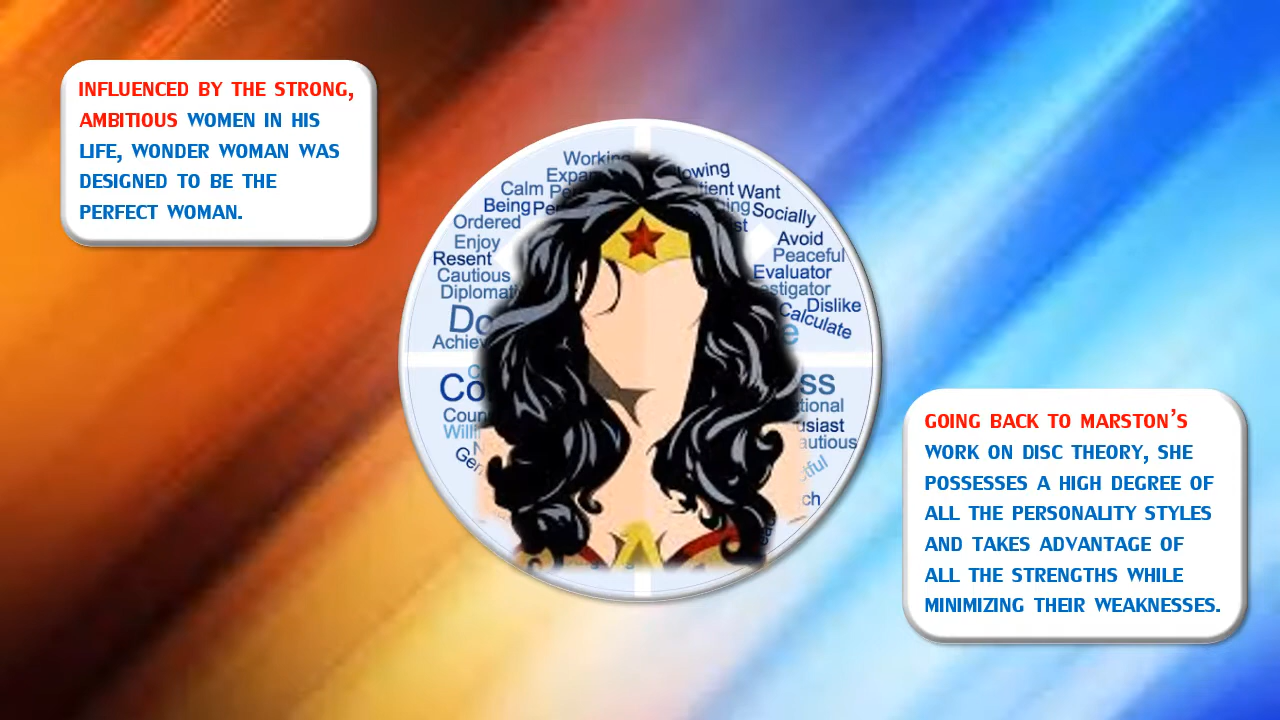 INFLUENCED BY THE STRONG,
AMBITIOUS WOMEN IN HIS
LIFE, WONDER WOMAN WAS
DESIGNED TO BE THE
PERFECT WOMAN.
Working
Calm
Being
Ordered
Enjoy
Resent
Cautious
Want
Socially
Avoid
Peaceful
Evaluator
Dislike
Calculate
GOING BACK TO MARSTON'S
WORK ON DISC THEORY, SHE
POSSESSES A HIGH DEGREE OF
ALL THE PERSONALITY STYLES
AND TAKES ADVANTAGE OF
ALL THE STRENGTHS WHILE
MINIMIZING THEIR WEAKNESSES.